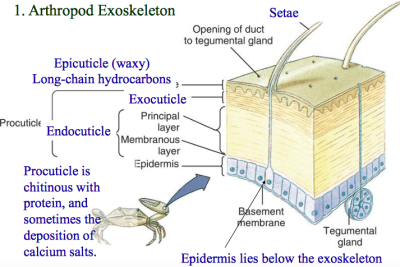 1. Arthropod Exoskeleton
Setae
Opening of duct
to tegumental gland
Epicuticle (waxy)
Long-chain hydrocarbons
Exocuticle
Procuticle
Endocuticle
Principal
layer
Membranous
layer
Epidermis
Procuticle is
chitinous with
protein, and
sometimes the
deposition of
calcium salts.
Basement
membrane
Tegumental
gland
Epidermis lies below the exoskeleton